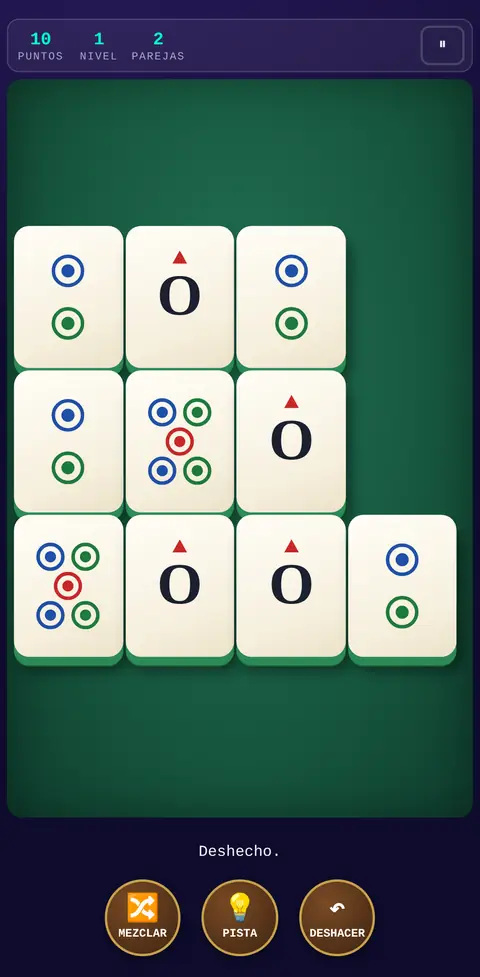 10 1 2
PUNTOS NIVEL PAREJAS
O
O
O O
Deshecho.
MEZCLAR PISTA DESHACER